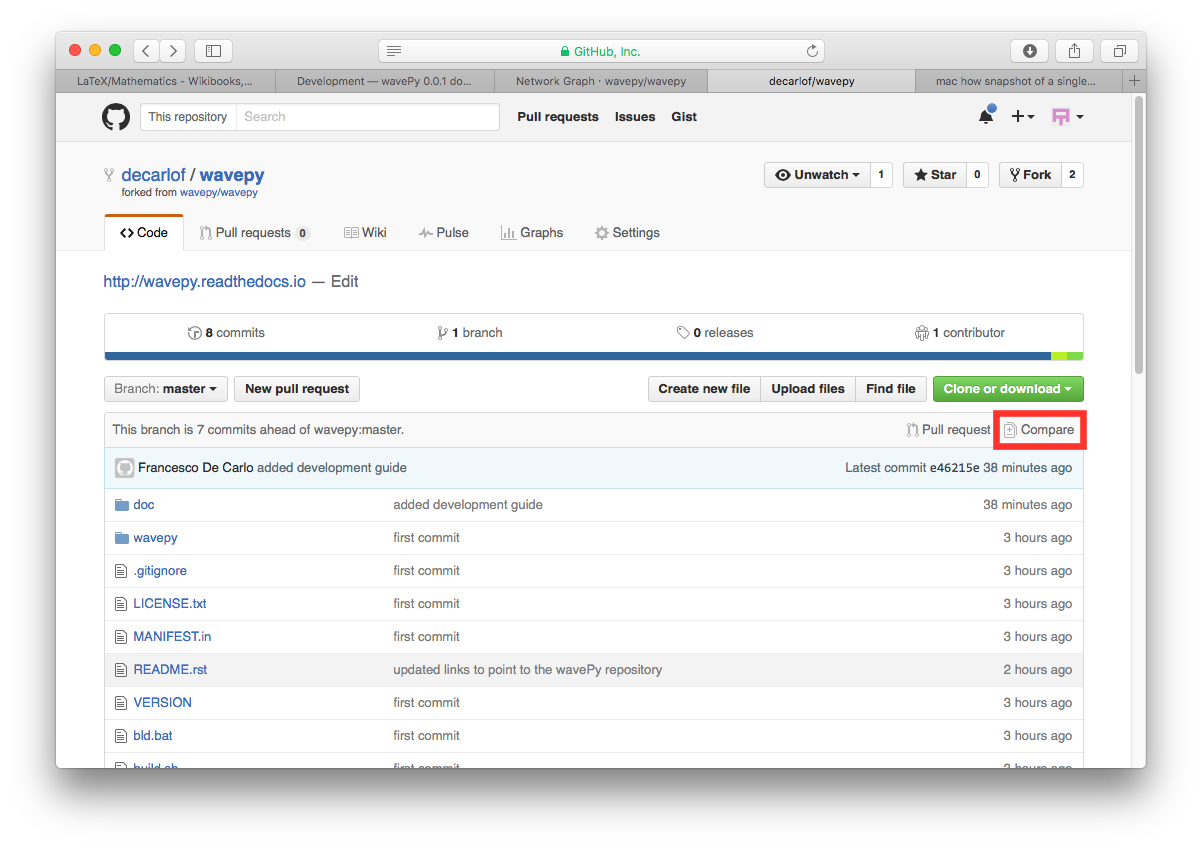 GitHub, Inc.
LaTeX/Mathematics - Wikibooks,... Development — wavePy 0.0.1 do... Network Graph · wavepy/wavepy decarlof/wavepy mac how snapshot of a single...
This repository Search Pull requests Issues Gist
decarlof / wavepy Unwatch 1 Star 0 Fork 2
forked from wavepy/wavepy
Code Pull requests 0 Wiki Pulse Graphs Settings
http://wavepy.readthedocs.io — Edit
8 commits 1 branch 0 releases 1 contributor
Branch: master New pull request Create new file Upload files Find file Clone or download
This branch is 7 commits ahead of wavepy:master. Pull request Compare
Francesco De Carlo added development guide Latest commit e46215e 38 minutes ago
doc added development guide 38 minutes ago
wavepy first commit 3 hours ago
.gitignore first commit 3 hours ago
LICENSE.txt first commit 3 hours ago
MANIFEST.in first commit 3 hours ago
README.rst updated links to point to the wavePy repository 2 hours ago
VERSION first commit 3 hours ago
bld.bat first commit 3 hours ago
build.sh first commit 3 hours ago